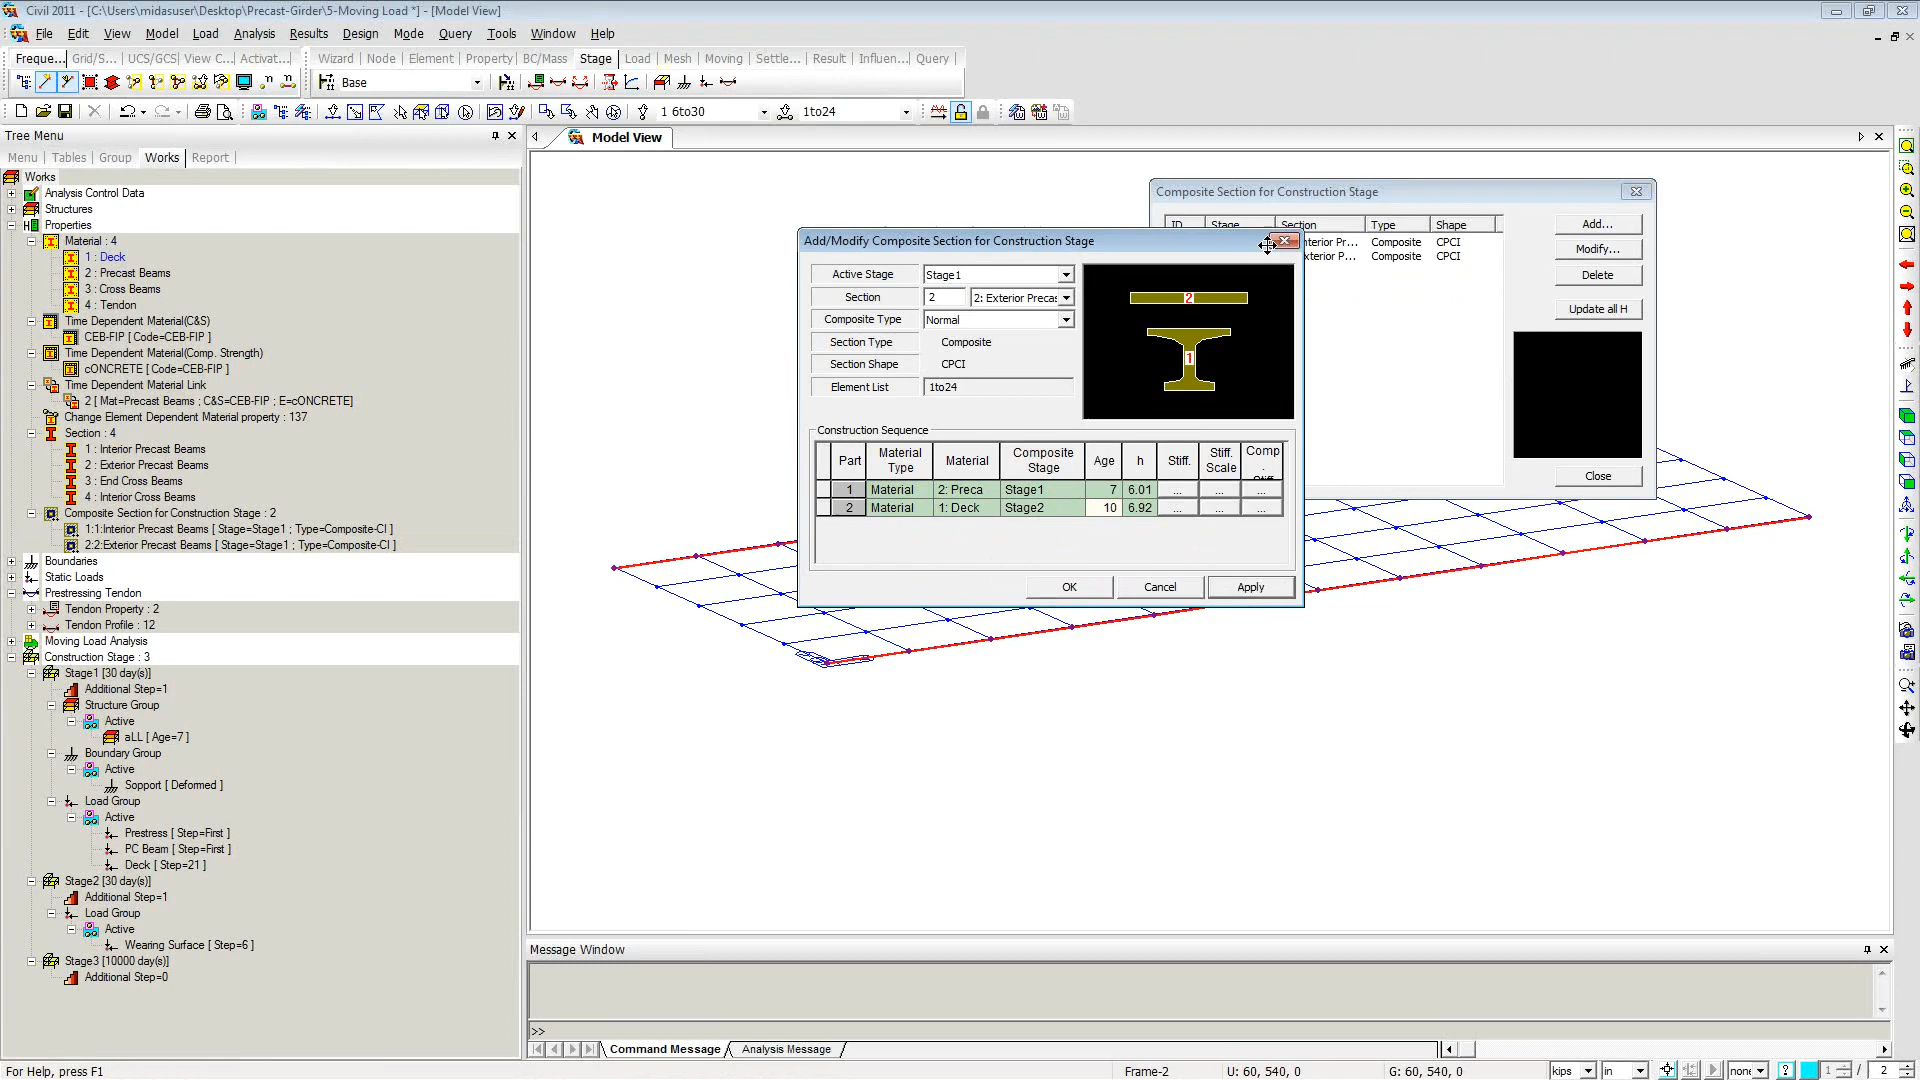 Civil 2011 - [C:\Users\midasuser\Desktop\Precast-Girder\5-Moving Load *] - [Model View]
File Edit View Model Load Analysis Results Design Mode Query Tools Window Help
Freque... Grid/S... UCS/GCS View C... Activat... Wizard Node Element Property BC/Mass Stage Load Mesh Moving Settle... Result Influen... Query
Base
1 6to30 1to24
Tree Menu
Model View
Menu Tables Group Works Report
Works
Analysis Control Data
Structures
Properties
Material : 4
1 : Deck
2 : Precast Beams
3 : Cross Beams
4 : Tendon
Time Dependent Material(C&S)
CEB-FIP [ Code=CEB-FIP ]
Time Dependent Material(Comp. Strength)
cONCRETE [ Code=CEB-FIP ]
Time Dependent Material Link
2 [ Mat=Precast Beams ; C&S=CEB-FIP ; E=cONCRETE]
Change Element Dependent Material property : 137
Section : 4
1 : Interior Precast Beams
2 : Exterior Precast Beams
3 : End Cross Beams
4 : Interior Cross Beams
Composite Section for Construction Stage : 2
1:1:Interior Precast Beams [ Stage=Stage1 ; Type=Composite-CI ]
2:2:Exterior Precast Beams [ Stage=Stage1 ; Type=Composite-CI ]
Boundaries
Static Loads
Prestressing Tendon
Tendon Property : 2
Tendon Profile : 12
Moving Load Analysis
Construction Stage : 3
Stage1 [30 day(s)]
Additional Step=1
Structure Group
Active
aLL [ Age=7 ]
Boundary Group
Active
Support [ Deformed ]
Load Group
Active
Prestress [ Step=First ]
PC Beam [ Step=First ]
Deck [ Step=21 ]
Stage2 [30 day(s)]
Additional Step=1
Load Group
Active
Wearing Surface [ Step=6 ]
Stage3 [10000 day(s)]
Additional Step=0
Composite Section for Construction Stage
ID Stage Section Type Shape
nterior Pr... Composite CPCI
xterior P... Composite CPCI
Add...
Modify...
Delete
Update all H
Close
Add/Modify Composite Section for Construction Stage
Active Stage Stage1
Section 2 2: Exterior Precas
Composite Type Normal
Section Type Composite
Section Shape CPCI
Element List 1to24
2
1
Construction Sequence
Part Material Type Material Composite Stage Age h Stiff. Stiff. Scale Comp .
1 Material 2: Preca Stage1 7 6.01 ... ... ...
2 Material 1: Deck Stage2 10 6.92 ... ... ...
OK Cancel Apply
Message Window
>>
Command Message Analysis Message
For Help, press F1 Frame-2 U: 60, 540, 0 G: 60, 540, 0 kips in none ? 1 / 2